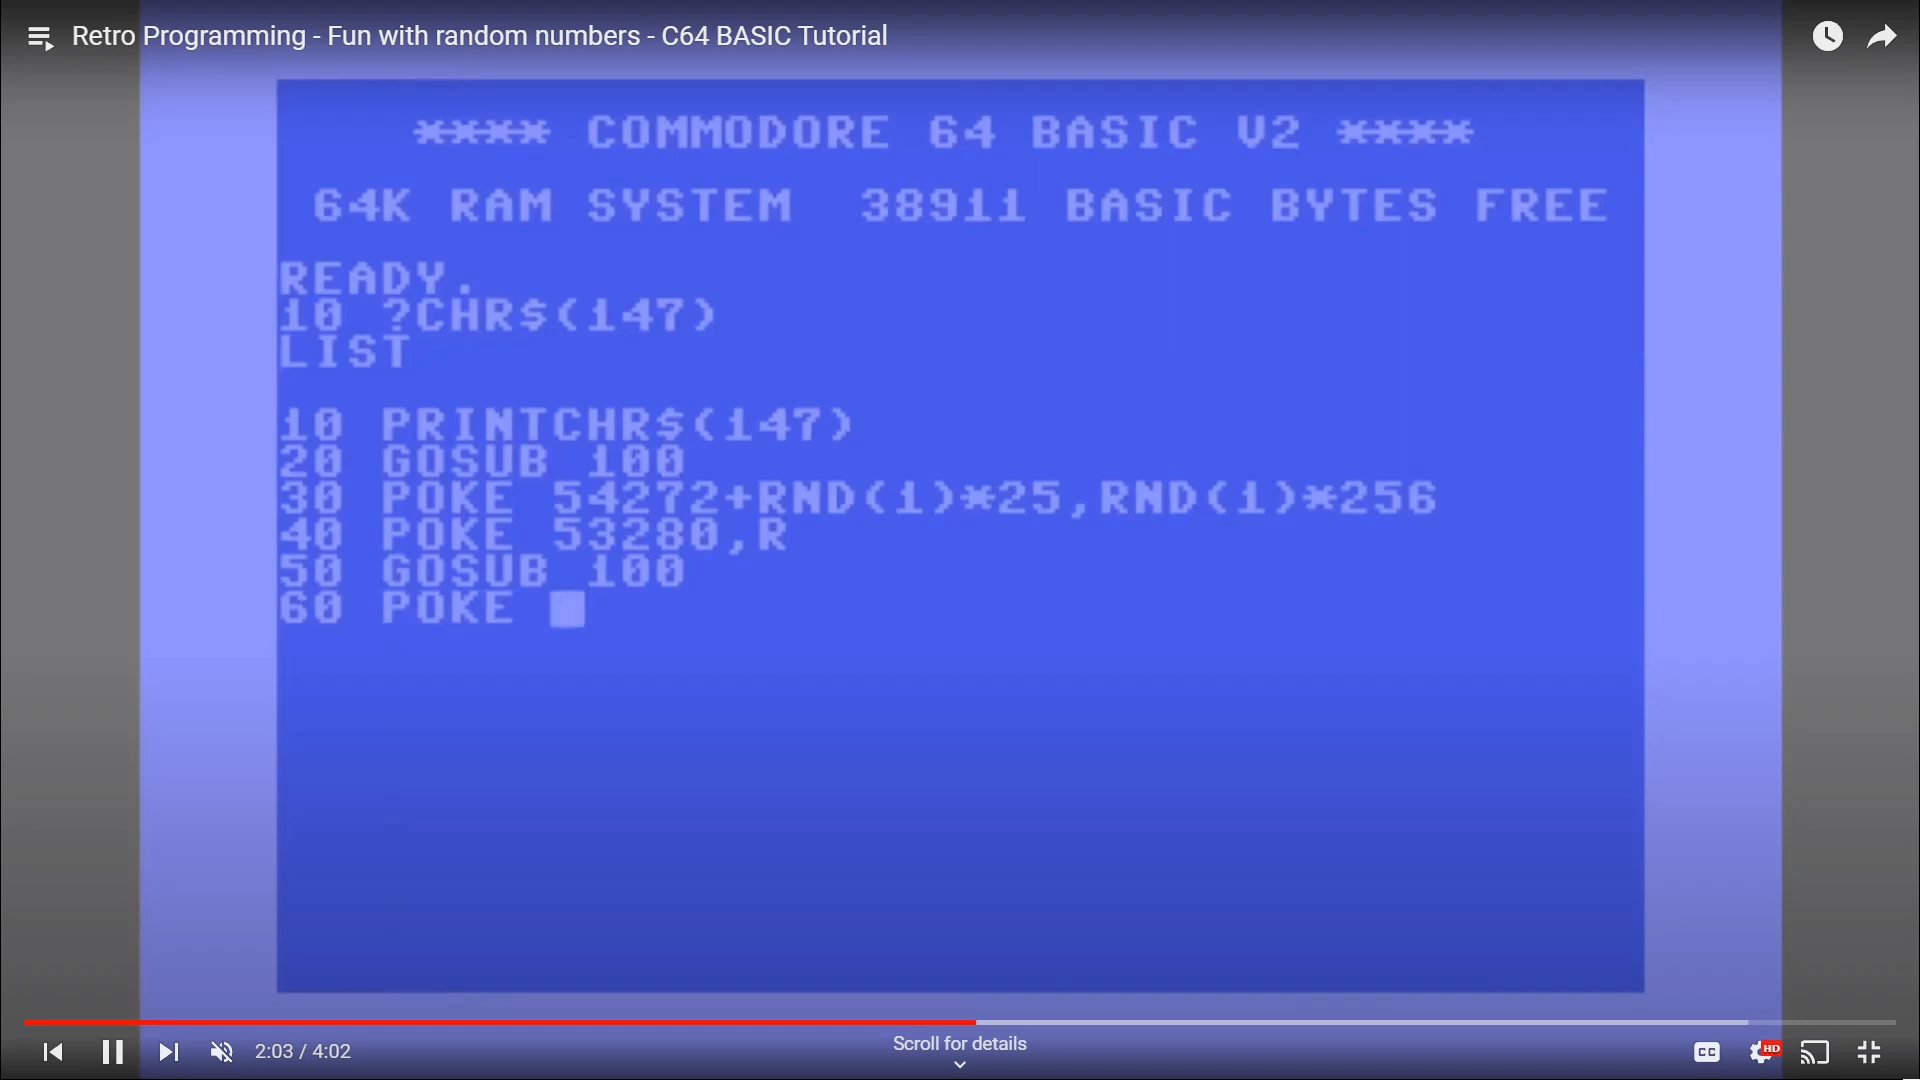 Retro Programming - Fun with random numbers - C64 BASIC Tutorial
**** COMMODORE 64 BASIC V2 ****
64K RAM SYSTEM  38911 BASIC BYTES FREE
READY.
10 ?CHR$(147)
LIST
10 PRINTCHR$(147)
20 GOSUB 100
30 POKE 54272+RND(1)*25,RND(1)*256
40 POKE 53280,R
50 GOSUB 100
60 POKE
Scroll for details
2:03 / 4:02
CC
HD